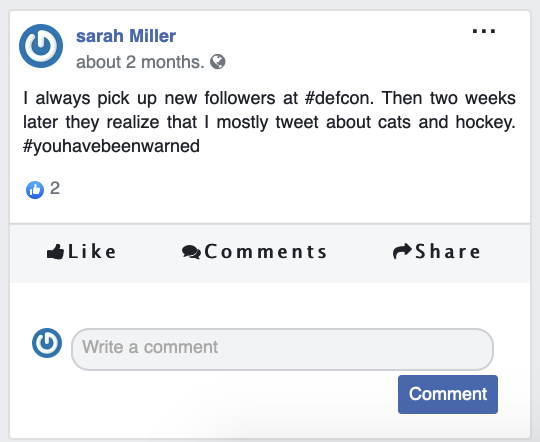 sarah Miller
...
about 2 months.
I always pick up new followers at #defcon. Then two weeks
later they realize that I mostly tweet about cats and hockey.
#youhavebeenwarned
2
Like Comments Share
Write a comment
Comment